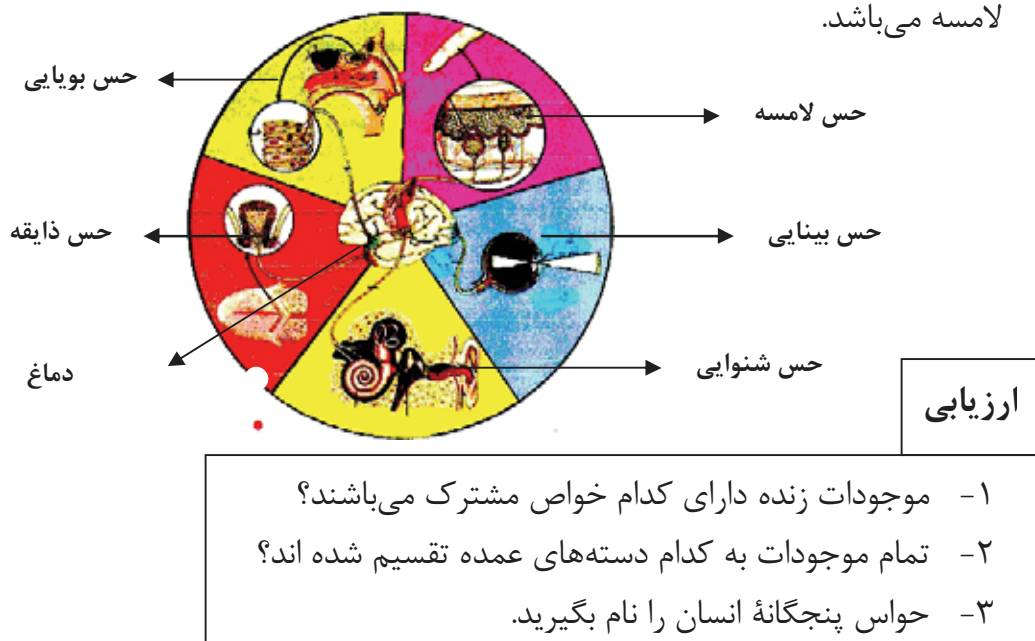 لامسه می‌باشد.
حس بویایی
حس لامسه
حس ذایقه
حس بینایی
دماغ
حس شنوایی
ارزیابی
۱- موجودات زنده دارای کدام خواص مشترک می‌باشند؟
۲- تمام موجودات به کدام دسته‌های عمده تقسیم شده اند؟
۳- حواس پنجگانۀ انسان را نام بگیرید.